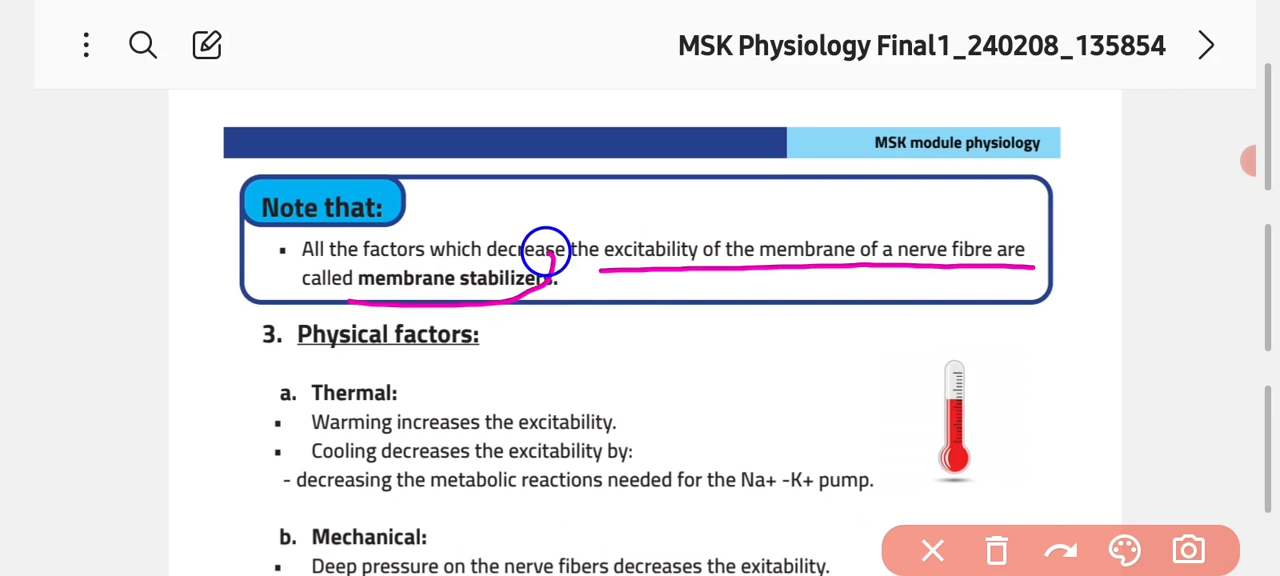 MSK Physiology Final1_240208_135854
MSK module physiology
Note that:
▪ All the factors which decrease the excitability of the membrane of a nerve fibre are
called membrane stabilizers.
3. Physical factors:
a. Thermal:
▪ Warming increases the excitability.
▪ Cooling decreases the excitability by:
- decreasing the metabolic reactions needed for the Na+ -K+ pump.
b. Mechanical:
▪ Deep pressure on the nerve fibers decreases the exitability.